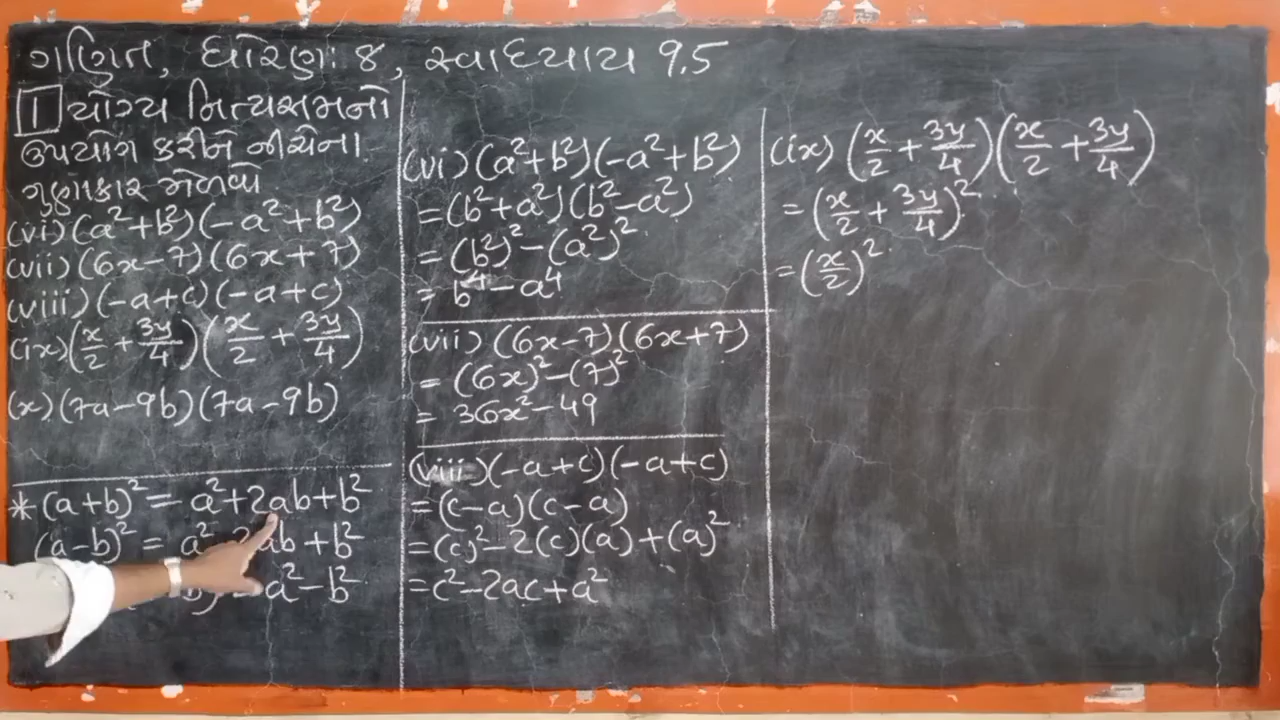 ગણિત, ધોરણ: ૪, સ્વાધ્યાય 9.5
1 યોગ્ય નિત્યસમનો
ઉપયોગ કરીને નીચેના
ગુણાકાર મેળવો
(vi) (a²+b²)(-a²+b²)
(vii) (6x-7)(6x+7)
(viii) (-a+c)(-a+c)
(ix) (x/2 + 3y/4)(x/2 + 3y/4)
(x) (7a-9b)(7a-9b)
* (a+b)² = a²+2ab+b²
(a-b)² = a² 2ab+b²
a²-b²
(vi) (a²+b²)(-a²+b²)
= (b²+a²)(b²-a²)
= (b²)²-(a²)²
= b⁴-a⁴
(vii) (6x-7)(6x+7)
= (6x)²-(7)²
= 36x²-49
(viii) (-a+c)(-a+c)
= (c-a)(c-a)
= (c)²-2(c)(a)+(a)²
= c²-2ac+a²
(ix) (x/2 + 3y/4)(x/2 + 3y/4)
= (x/2 + 3y/4)²
= (x/2)²